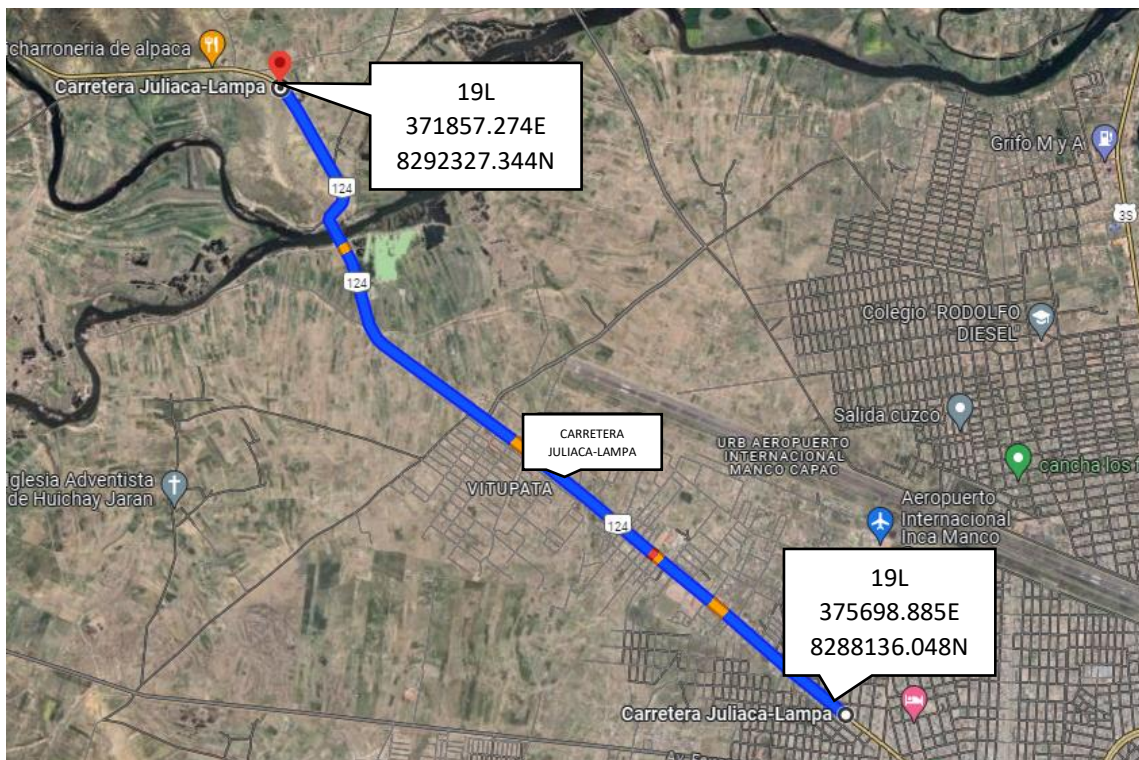 icharroneria de alpaca
Carretera Juliaca-Lampa
19L
371857.274E
8292327.344N
Grifo M y A
3S
124
124
Colegio "RODOLFO
DIESEL"
Salida cuzco
CARRETERA
JULIACA-LAMPA
URB AEROPUERTO
INTERNACIONAL
MANCO CAPAC
cancha los
Iglesia Adventista
de Huichay Jaran
VITUPATA
Aeropuerto
Internacional
Inca Manco
124
19L
375698.885E
8288136.048N
Carretera Juliaca-Lampa